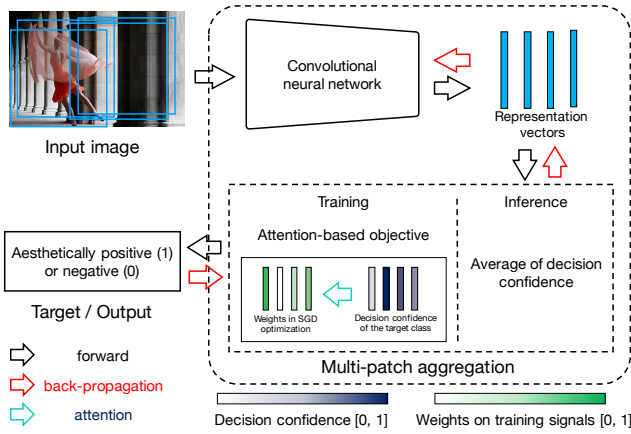 Convolutional
neural network
Input image
Representation
vectors
Training
Inference
Attention-based objective
Aesthetically positive (1)
or negative (0)
Average of decision
confidence
Weights in SGD
optimization
Decision confidence
of the target class
Target / Output
forward
Multi-patch aggregation
back-propagation
attention
Decision confidence [0, 1]
Weights on training signals [0, 1]